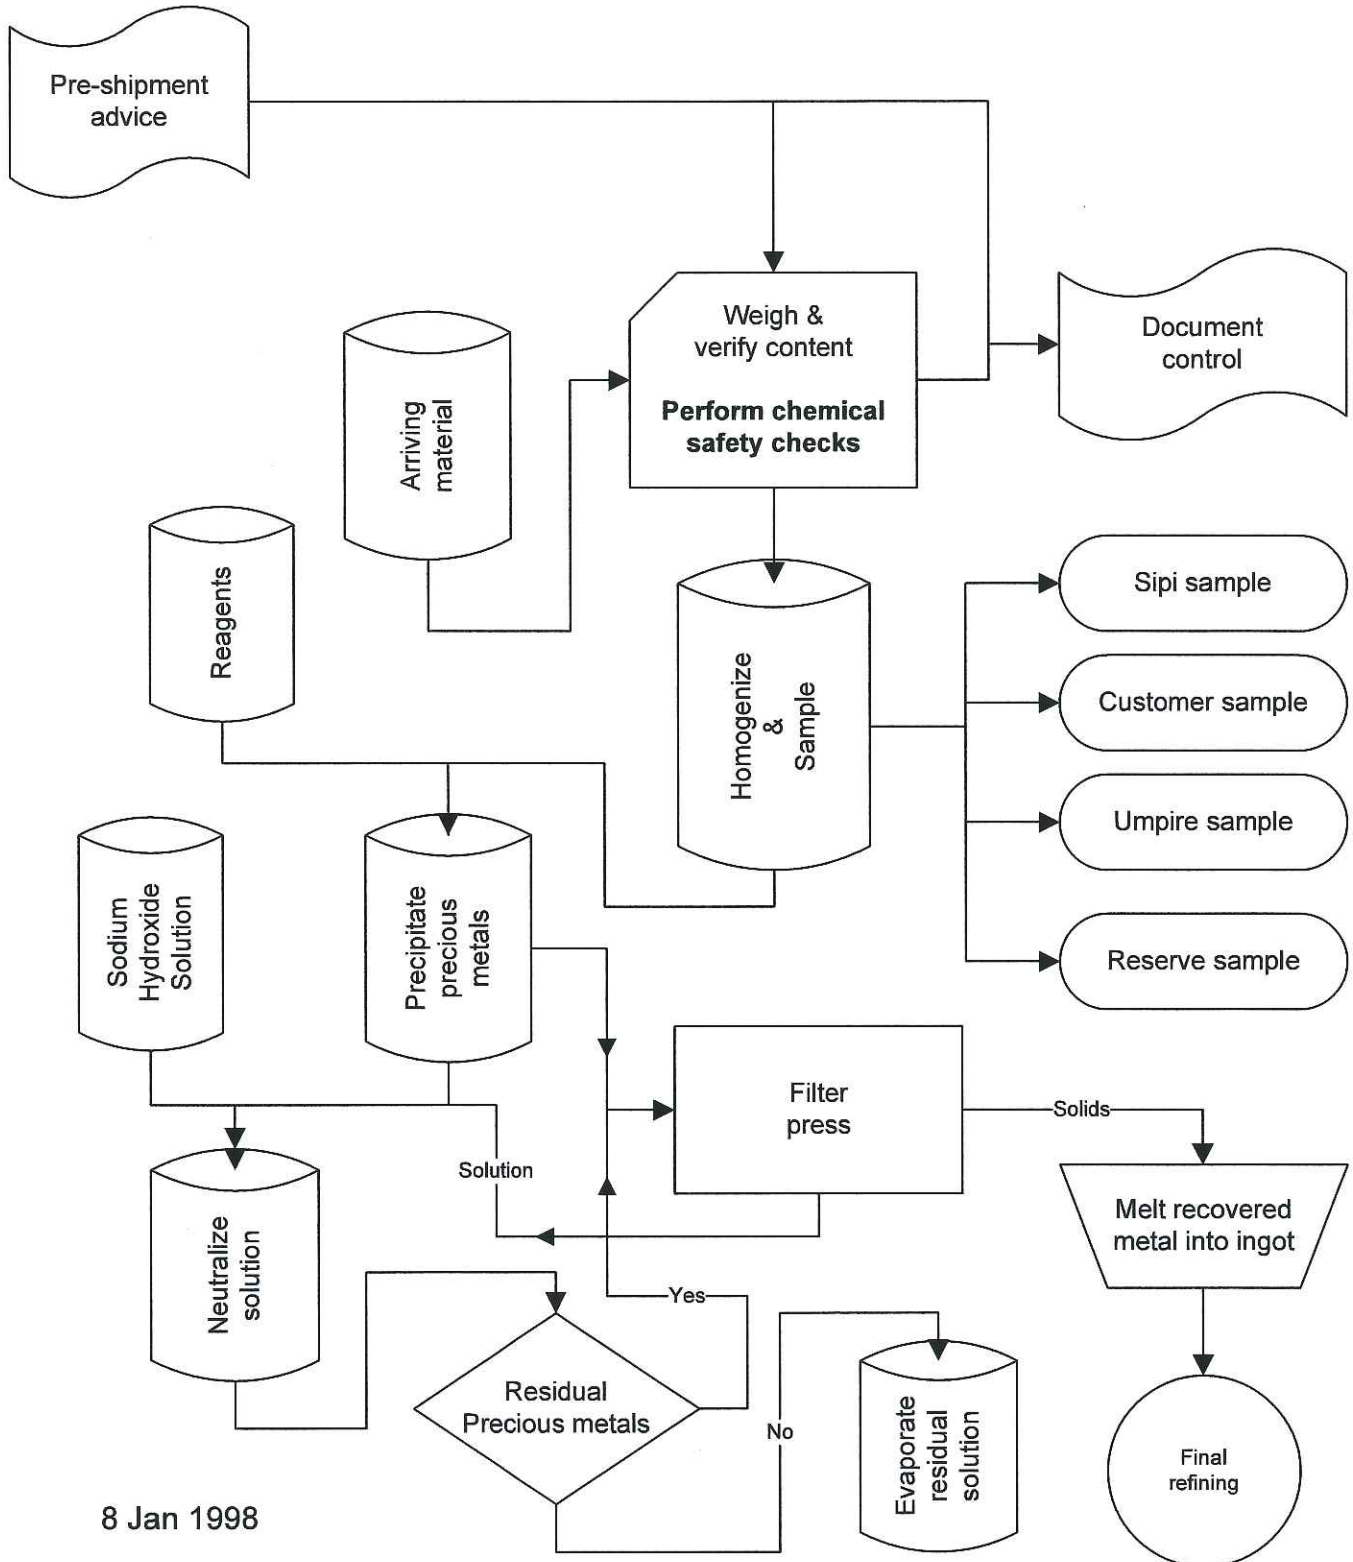 Pre-shipment
advice
Weigh &
verify content
Perform chemical
safety checks
Document
control
Arriving
material
Reagents
Homogenize
&
Sample
Sipi sample
Customer sample
Umpire sample
Reserve sample
Sodium
Hydroxide
Solution
Precipitate
precious
metals
Filter
press
Solids
Solution
Melt recovered
metal into ingot
Neutralize
solution
Yes
Residual
Precious metals
No
Evaporate
residual
solution
Final
refining
8 Jan 1998